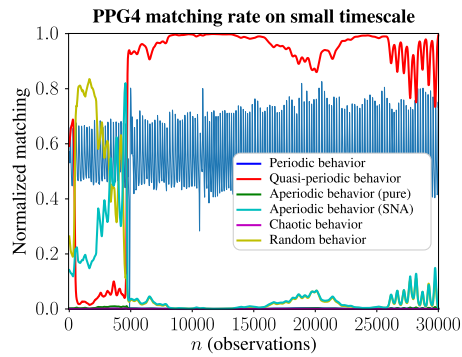 PPG4 matching rate on small timescale
Normalized matching
1.0
0.8
0.6
0.4
0.2
0.0
Periodic behavior
Quasi-periodic behavior
Aperiodic behavior (pure)
Aperiodic behavior (SNA)
Chaotic behavior
Random behavior
0 5000 10000 15000 20000 25000 30000
n (observations)